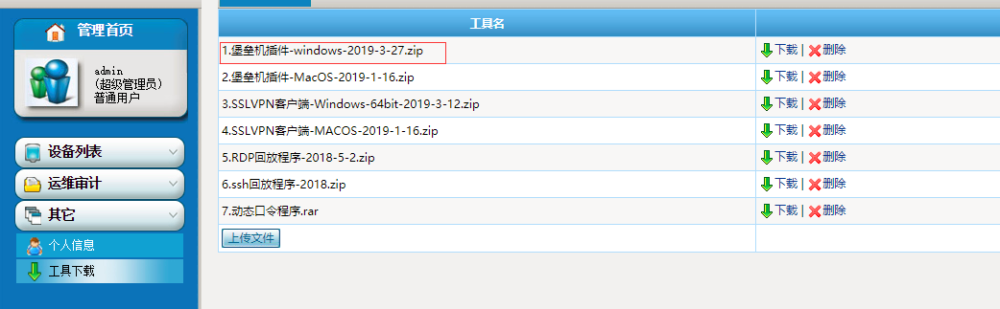 管理首页
admin
(超级管理员)
普通用户
设备列表
运维审计
其它
个人信息
工具下载
工具名
1.堡垒机插件-windows-2019-3-27.zip 下载 | 删除
2.堡垒机插件-MacOS-2019-1-16.zip 下载 | 删除
3.SSLVPN客户端-Windows-64bit-2019-3-12.zip 下载 | 删除
4.SSLVPN客户端-MACOS-2019-1-16.zip 下载 | 删除
5.RDP回放程序-2018-5-2.zip 下载 | 删除
6.ssh回放程序-2018.zip 下载 | 删除
7.动态口令程序.rar 下载 | 删除
上传文件